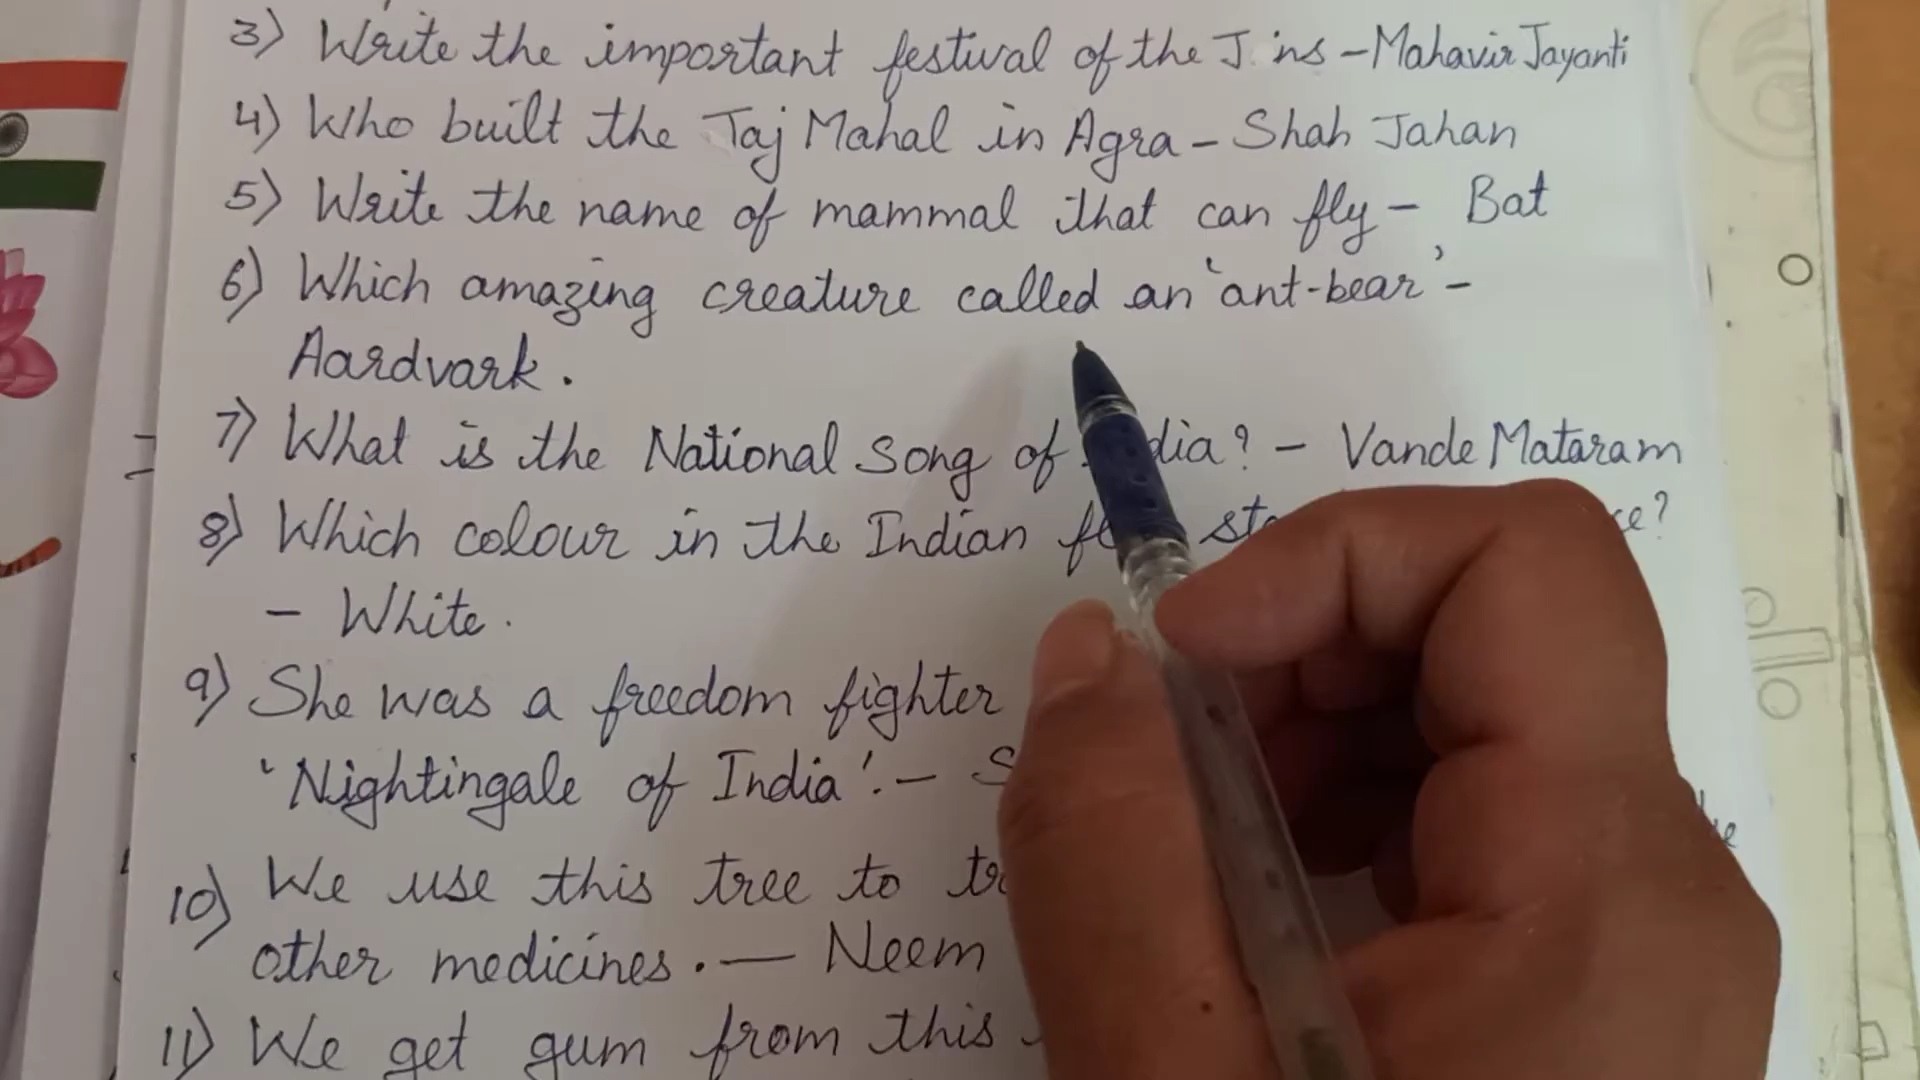 3) Write the important festival of the J ins - Mahavir Jayanti
4) Who built the Taj Mahal in Agra - Shah Jahan
5) Write the name of mammal that can fly - Bat
6) Which amazing creature called an 'ant-bear' -
Aardvark.
7) What is the National Song of dia? - Vande Mataram
8) Which colour in the Indian
- White.
9) She was a freedom fighter
'Nightingale of India'. -
10) We use this tree to
other medicines. - Neem
11) We get gum from this